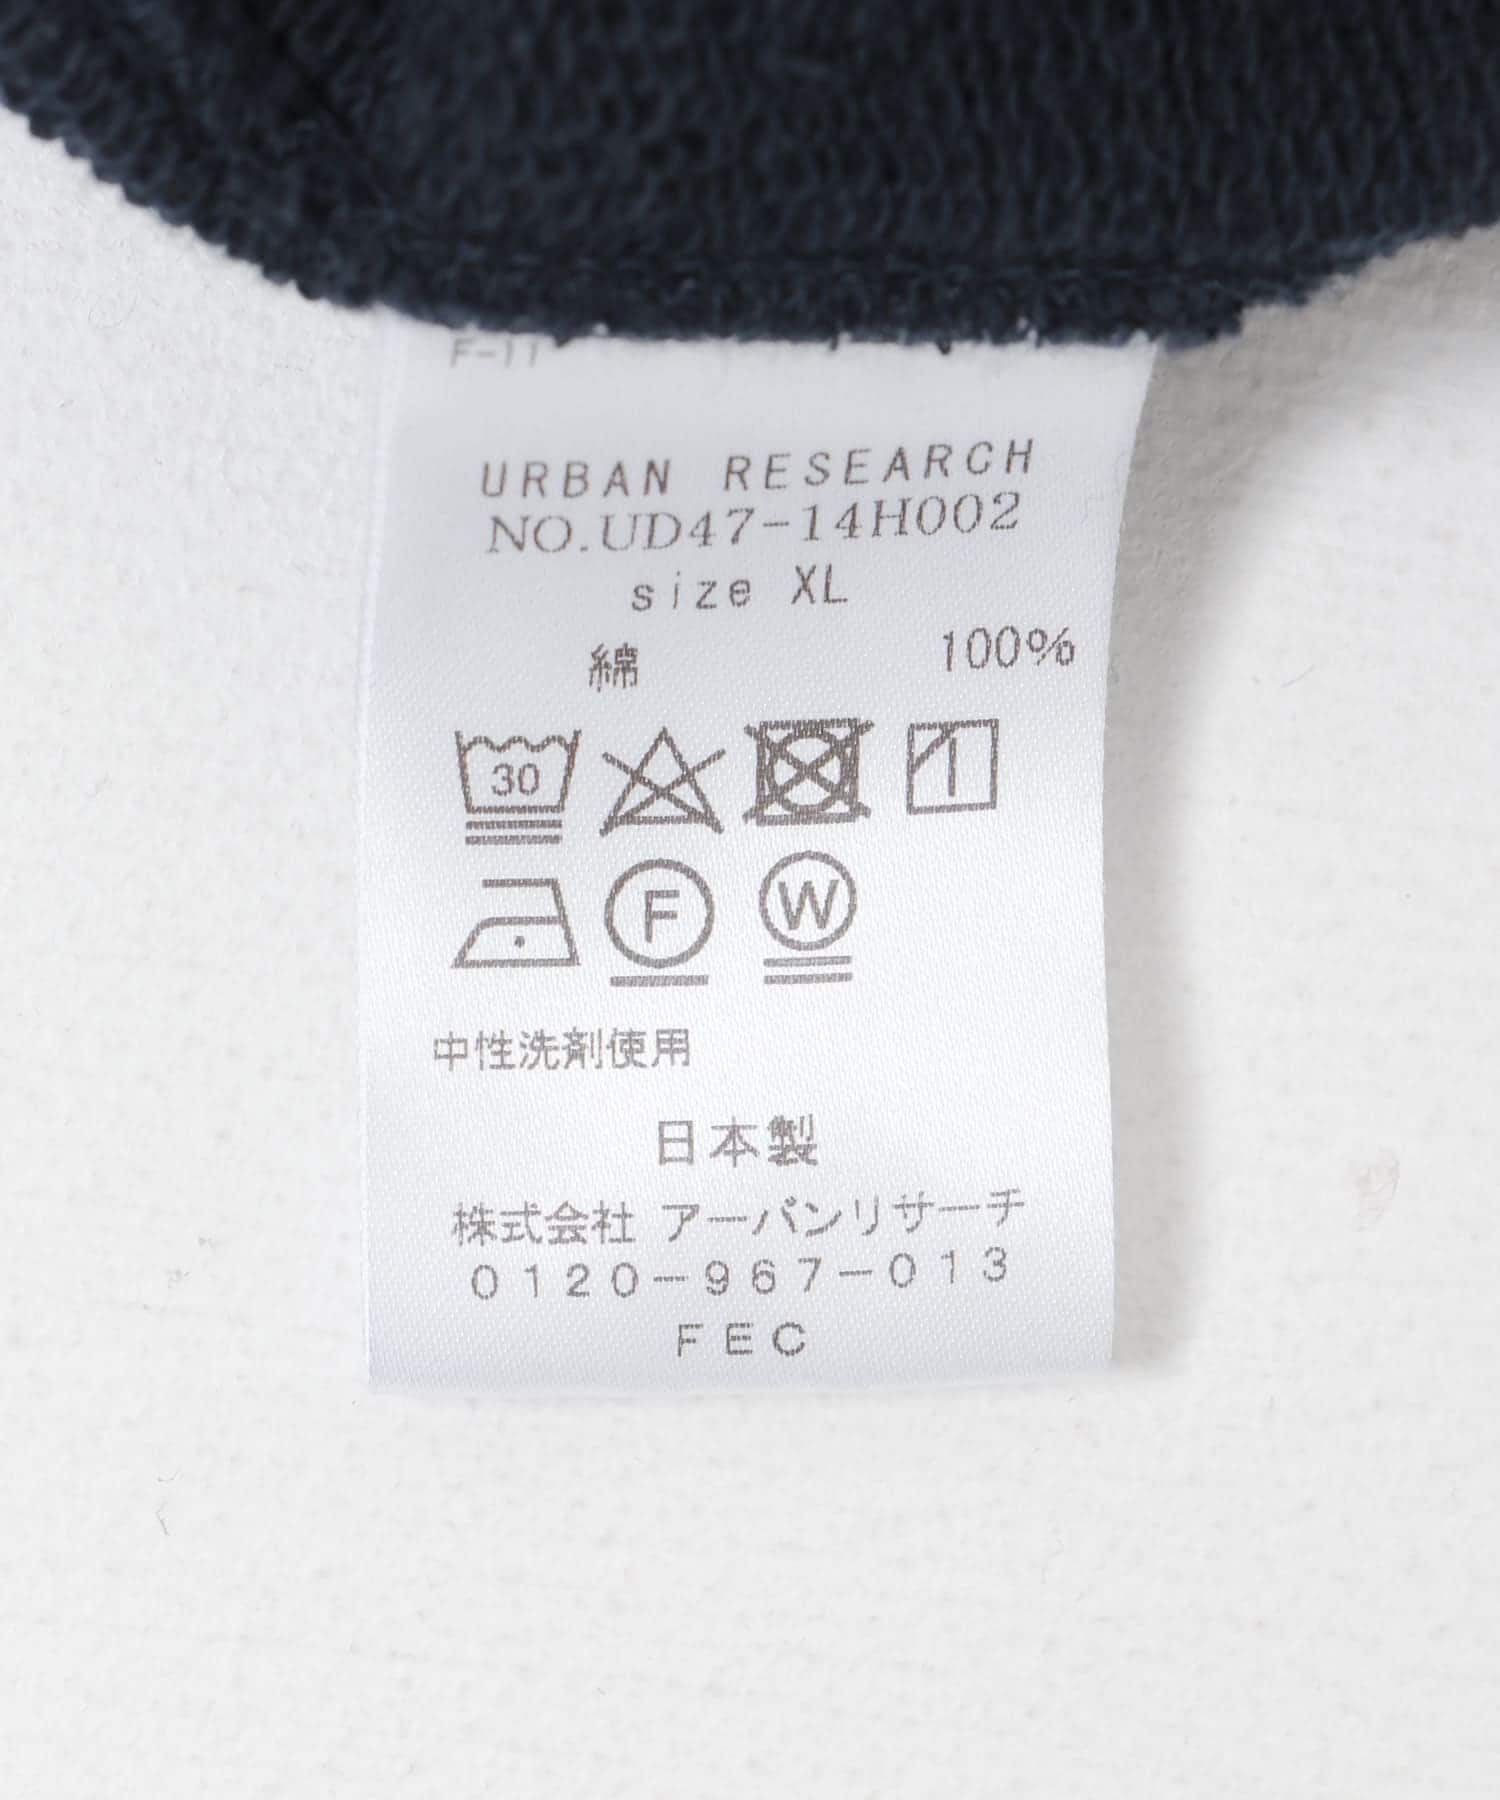 F-11
URBAN RESEARCH
NO.UD47-14H002
size XL
綿 100%
30
F W
中性洗剤使用
日本製
株式会社 アーバンリサーチ
0120-967-013
FEC